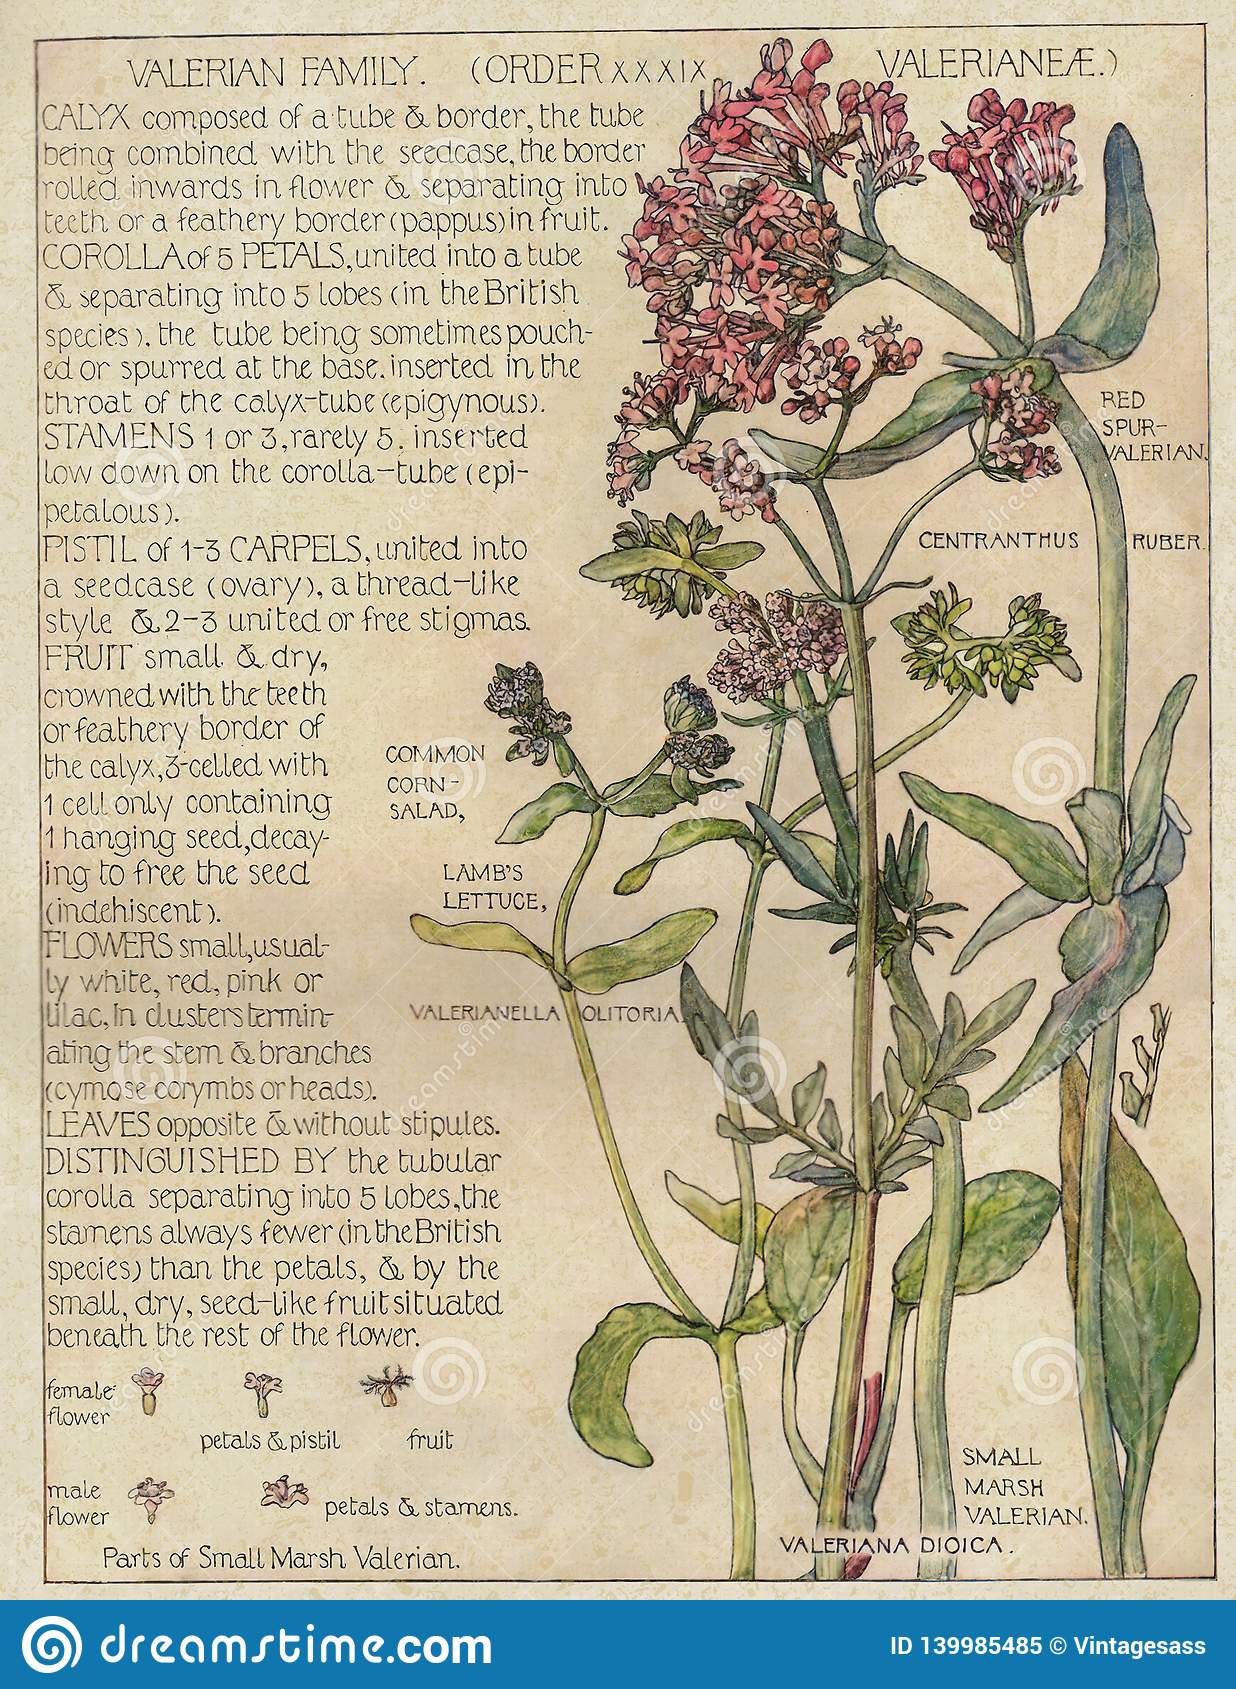 VALERIAN FAMILY. (ORDER XXXIX VALERIANEÆ.)
CALYX composed of a tube & border, the tube
being combined with the seedcase, the border
rolled inwards in flower & separating into
teeth or a feathery border (pappus) in fruit.
COROLLA of 5 PETALS, united into a tube
& separating into 5 lobes (in the British
species), the tube being sometimes pouch-
ed or spurred at the base. inserted in the
throat of the calyx-tube (epigynous).
STAMENS 1 or 3, rarely 5. inserted
low down on the corolla-tube (epi-
petalous).
PISTIL of 1-3 CARPELS, united into
a seedcase (ovary), a thread-like
style & 2-3 united or free stigmas.
FRUIT small & dry,
crowned with the teeth
or feathery border of
the calyx, 3-celled with
1 cell only containing
1 hanging seed, decay-
ing to free the seed
(indehiscent).
FLOWERS small, usual-
ly white, red, pink or
lilac, in clusters termin-
ating the stem & branches
(cymose corymbs or heads).
LEAVES opposite & without stipules.
DISTINGUISHED BY the tubular
corolla separating into 5 lobes, the
stamens always fewer (in the British
species) than the petals, & by the
small, dry, seed-like fruit situated
beneath the rest of the flower.
female
flower
petals & pistil
fruit
male
flower
petals & stamens.
Parts of Small Marsh Valerian.
RED
SPUR-
VALERIAN.
CENTRANTHUS RUBER.
COMMON
CORN-
SALAD,
LAMB'S
LETTUCE,
VALERIANELLA OLITORIA.
SMALL
MARSH
VALERIAN.
VALERIANA DIOICA.
dreamstime.com
ID 139985485 © Vintagesass